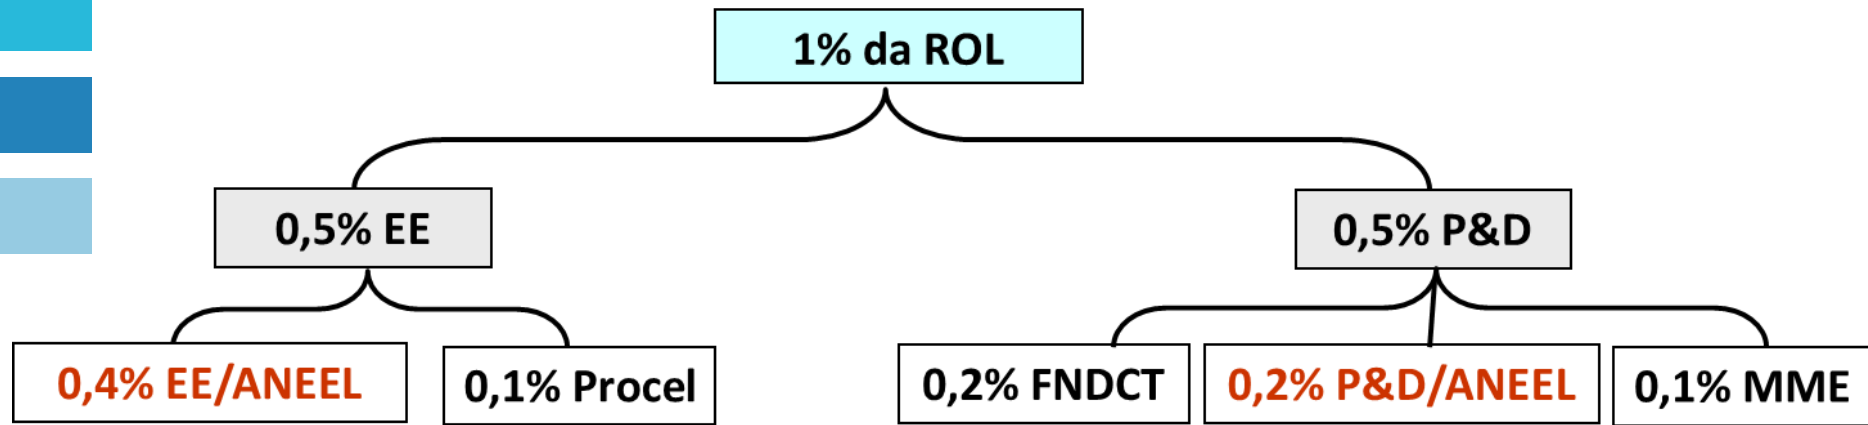 1% da ROL
0,5% EE
0,5% P&D
0,4% EE/ANEEL
0,1% Procel
0,2% FNDCT
0,2% P&D/ANEEL
0,1% MME